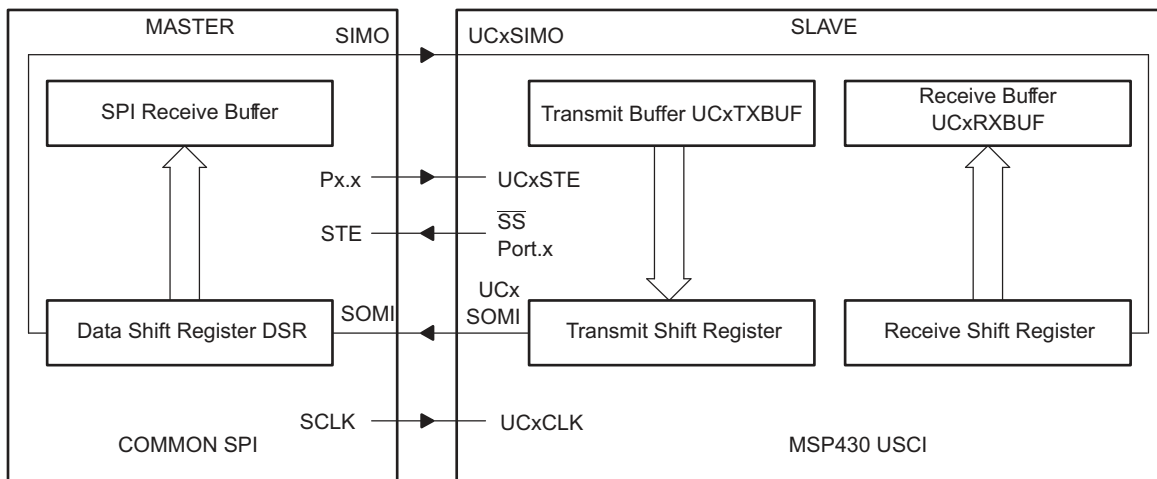 MASTER
SIMO
UCxSIMO
SLAVE
SPI Receive Buffer
Transmit Buffer UCxTXBUF
Receive Buffer
UCxRXBUF
Px.x
UCxSTE
STE
SS
Port.x
UCx
SOMI
SOMI
Data Shift Register DSR
Transmit Shift Register
Receive Shift Register
SCLK
UCxCLK
COMMON SPI
MSP430 USCI